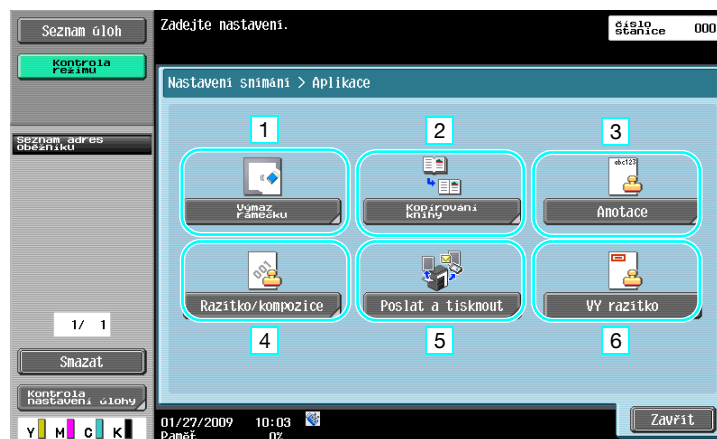 Seznam úloh
Zadejte nastavení.
číslo
stanice
000
Kontrola
režimu
Nastavení snímání > Aplikace
Seznam adres
oběžníku
1
2
3
abc123
Výmaz
rámečku
Kopírování
knihy
Anotace
001
Razítko/kompozice
Poslat a tisknout
VY razítko
4
5
6
1/ 1
Smazat
Kontrola
nastavení úlohy
Zavřít
01/27/2009 10:03
Paměť 0%
Y M C K